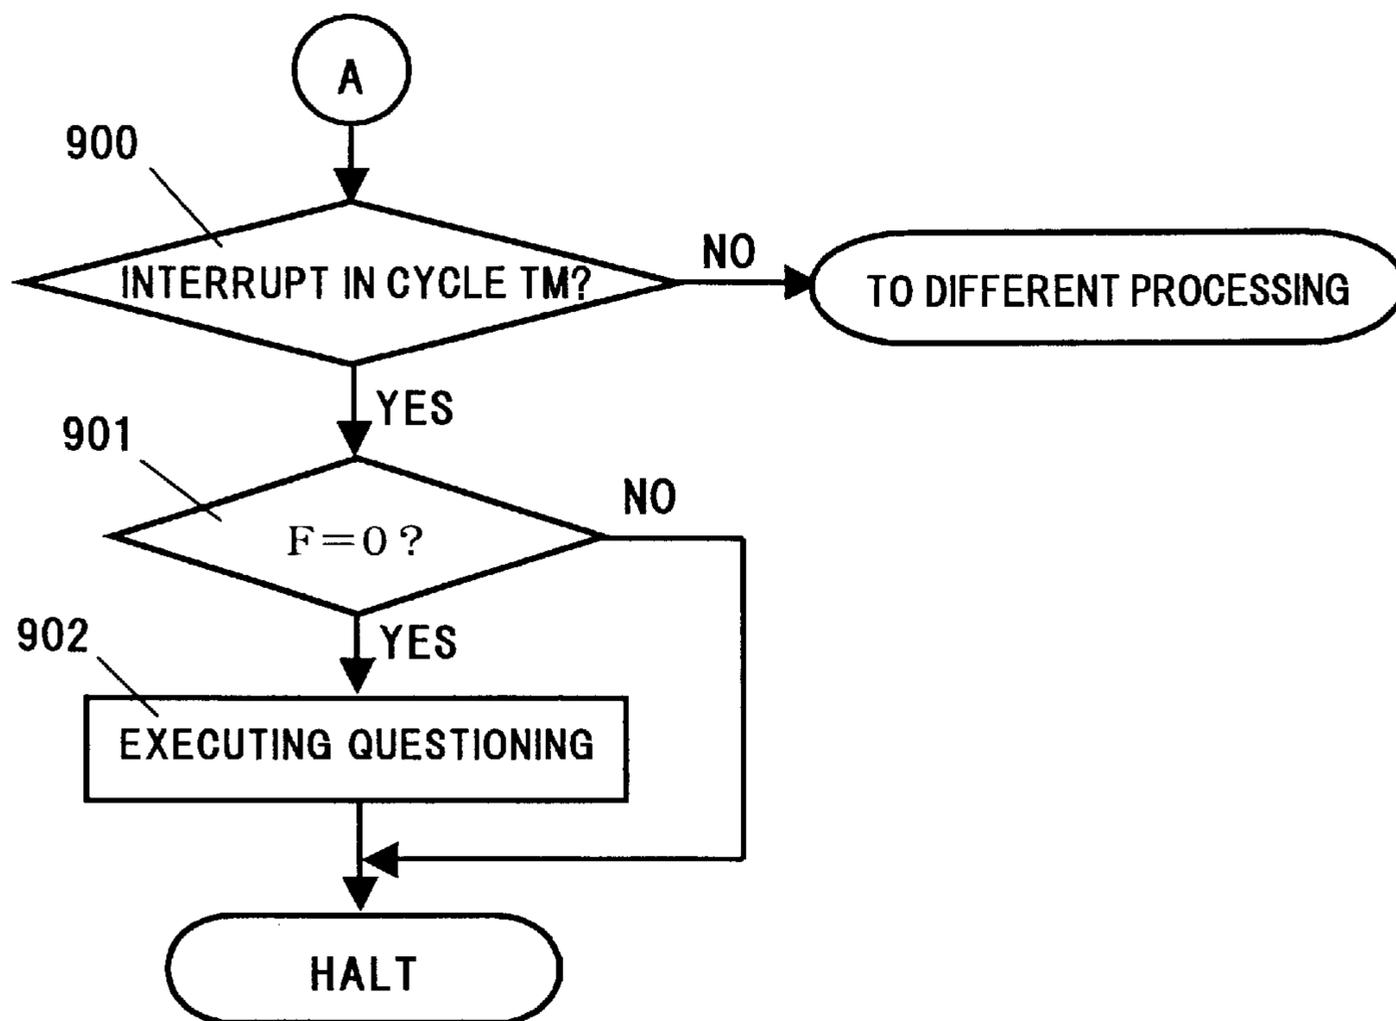 A
900
INTERRUPT IN CYCLE TM?
NO
TO DIFFERENT PROCESSING
YES
901
F=0?
NO
YES
902
EXECUTING QUESTIONING
HALT